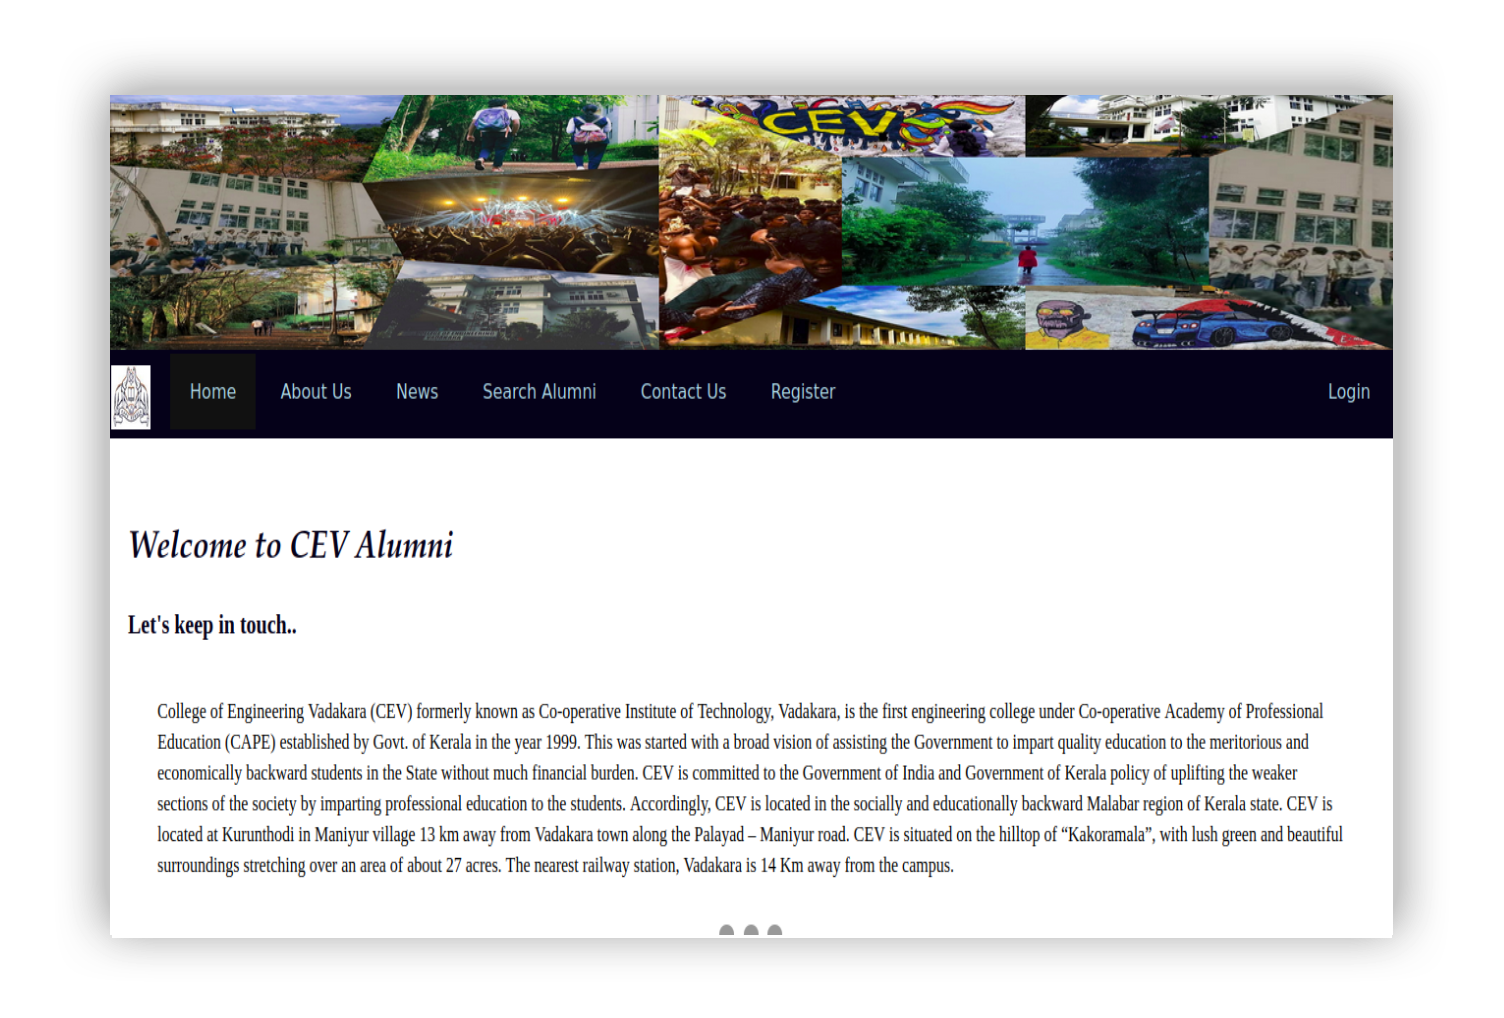 CEV
Home About Us News Search Alumni Contact Us Register Login
Welcome to CEV Alumni
Let's keep in touch..
College of Engineering Vadakara (CEV) formerly known as Co-operative Institute of Technology, Vadakara, is the first engineering college under Co-operative Academy of Professional
Education (CAPE) established by Govt. of Kerala in the year 1999. This was started with a broad vision of assisting the Government to impart quality education to the meritorious and
economically backward students in the State without much financial burden. CEV is committed to the Government of India and Government of Kerala policy of uplifting the weaker
sections of the society by imparting professional education to the students. Accordingly, CEV is located in the socially and educationally backward Malabar region of Kerala state. CEV is
located at Kurunthodi in Maniyur village 13 km away from Vadakara town along the Palayad – Maniyur road. CEV is situated on the hilltop of “Kakoramala”, with lush green and beautiful
surroundings stretching over an area of about 27 acres. The nearest railway station, Vadakara is 14 Km away from the campus.